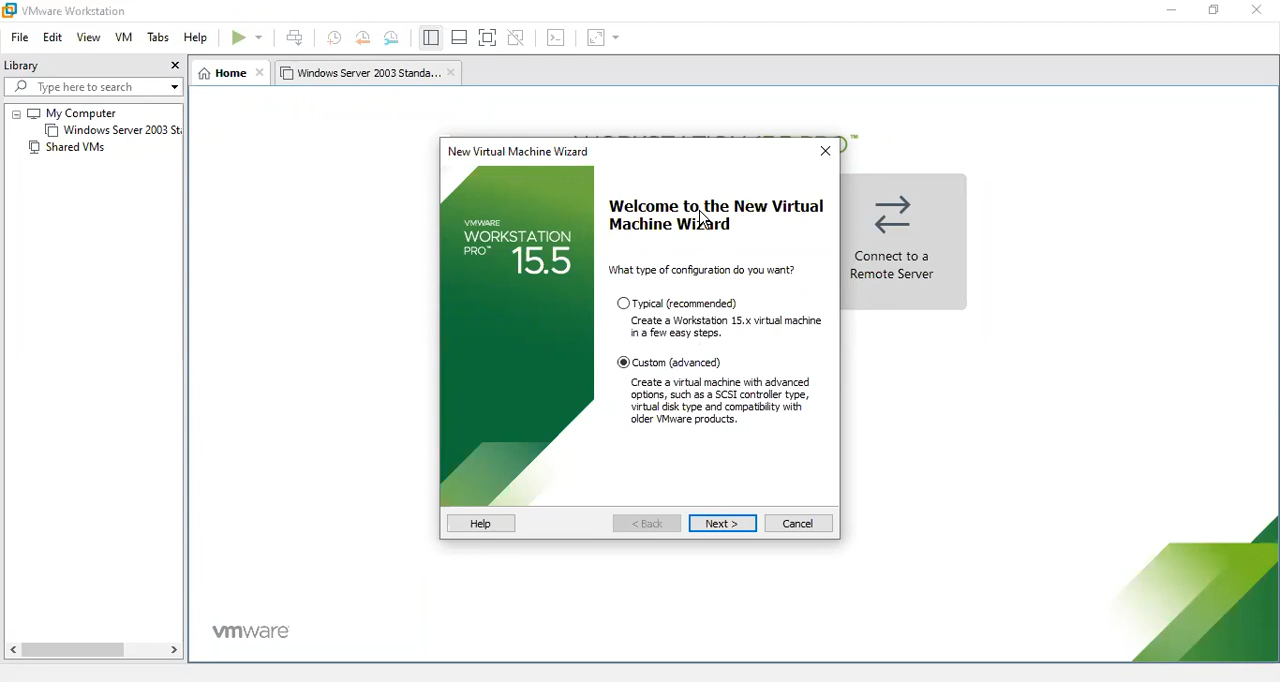 VMware Workstation
File Edit View VM Tabs Help
Library
Type here to search
My Computer
Windows Server 2003 Sta
Shared VMs
Home
Windows Server 2003 Standa...
New Virtual Machine Wizard
VMWARE
WORKSTATION
PRO™ 15.5
Welcome to the New Virtual
Machine Wizard
What type of configuration do you want?
Typical (recommended)
Create a Workstation 15.x virtual machine
in a few easy steps.
Custom (advanced)
Create a virtual machine with advanced
options, such as a SCSI controller type,
virtual disk type and compatibility with
older VMware products.
Help < Back Next > Cancel
Connect to a
Remote Server
vmware